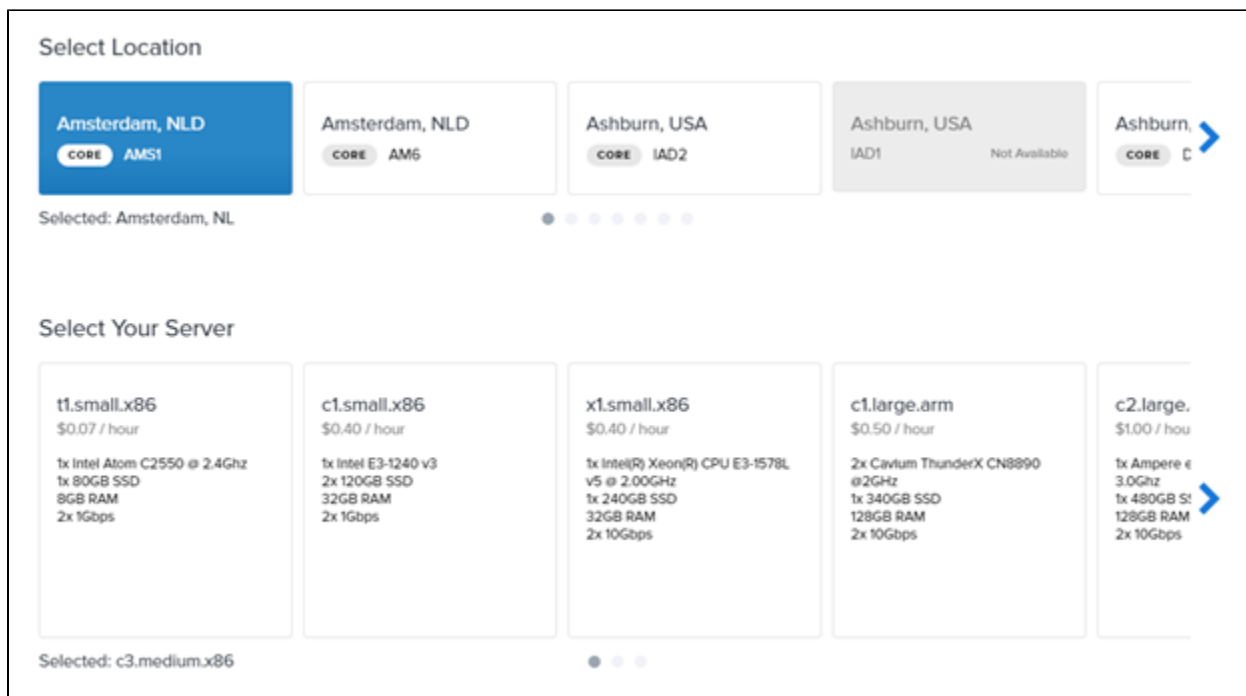 Select Location
Amsterdam, NLD
CORE AMS1
Amsterdam, NLD
CORE AM6
Ashburn, USA
CORE IAD2
Ashburn, USA
IAD1 Not Available
Ashburn,
CORE D
Selected: Amsterdam, NL
Select Your Server
t1.small.x86
$0.07 / hour
1x Intel Atom C2550 @ 2.4Ghz
1x 80GB SSD
8GB RAM
2x 1Gbps
c1.small.x86
$0.40 / hour
1x Intel E3-1240 v3
2x 120GB SSD
32GB RAM
2x 1Gbps
x1.small.x86
$0.40 / hour
1x Intel(R) Xeon(R) CPU E3-1578L
v5 @ 2.00GHz
1x 240GB SSD
32GB RAM
2x 10Gbps
c1.large.arm
$0.50 / hour
2x Cavium ThunderX CN8890
@2GHz
1x 340GB SSD
128GB RAM
2x 10Gbps
c2.large.
$1.00 / hou
1x Ampere e
3.0Ghz
1x 480GB S
128GB RAM
2x 10Gbps
Selected: c3.medium.x86